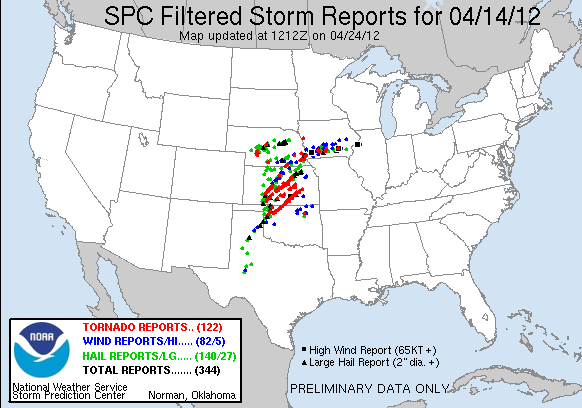 SPC Filtered Storm Reports for 04/14/12
Map updated at 1212Z on 04/24/12
TORNADO REPORTS.. (122)
WIND REPORTS/HI..... (82/5)
HAIL REPORTS/LG..... (140/27)
TOTAL REPORTS....... (344)
NOAA
National Weather Service
Storm Prediction Center Norman, Oklahoma
High Wind Report (65KT +)
Large Hail Report (2" dia. +)
PRELIMINARY DATA ONLY